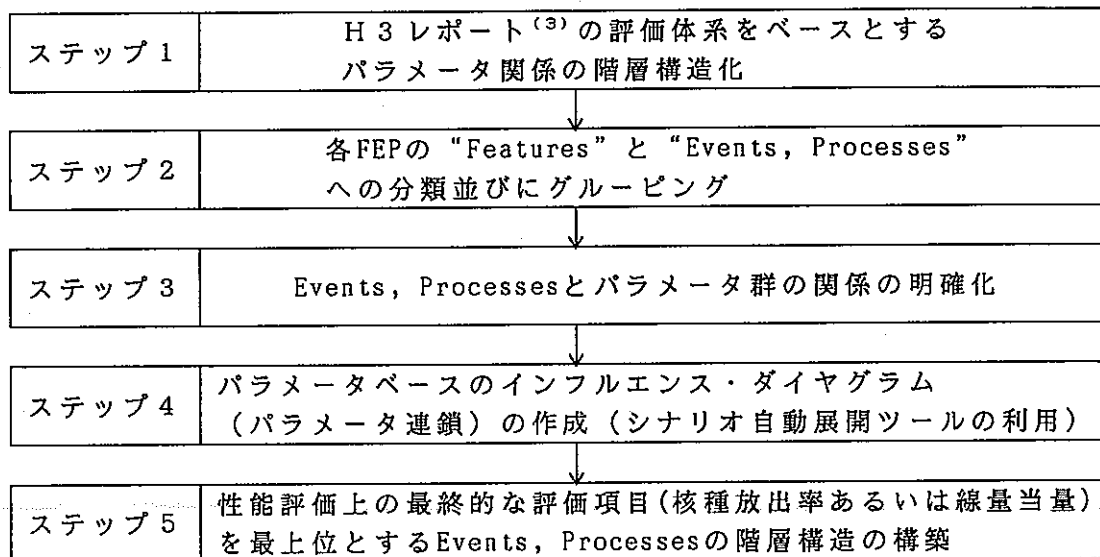 ステップ1
H3レポート(3)の評価体系をベースとする
パラメータ関係の階層構造化
ステップ2
各FEPの“Features”と“Events, Processes”
への分類並びにグルーピング
ステップ3
Events, Processesとパラメータ群の関係の明確化
ステップ4
パラメータベースのインフルエンス・ダイヤグラム
(パラメータ連鎖)の作成(シナリオ自動展開ツールの利用)
ステップ5
性能評価上の最終的な評価項目(核種放出率あるいは線量当量)
を最上位とするEvents, Processesの階層構造の構築